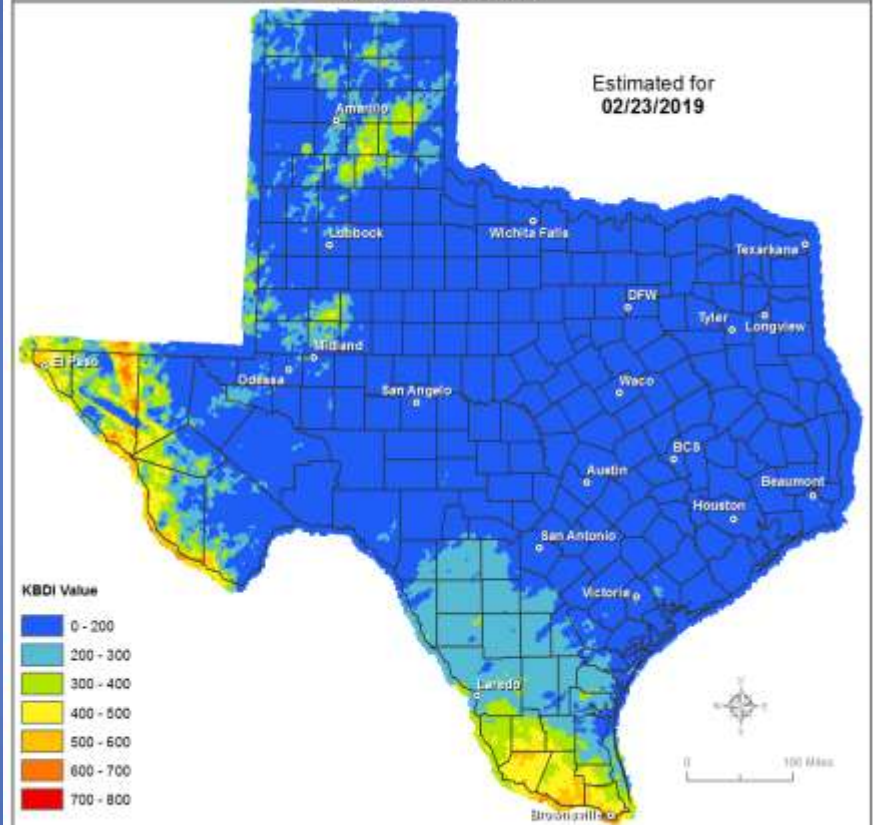 Estimated for
02/23/2019
Amarillo
Lubbock
Wichita Falls
Texarkana
DFW
Tyler
Longview
Midland
El Paso
Odessa
San Angelo
Waco
BCS
Austin
Beaumont
Houston
San Antonio
Victoria
Laredo
Brownsville
KBDI Value
0 - 200
200 - 300
300 - 400
400 - 500
500 - 600
600 - 700
700 - 800
0 100 Miles